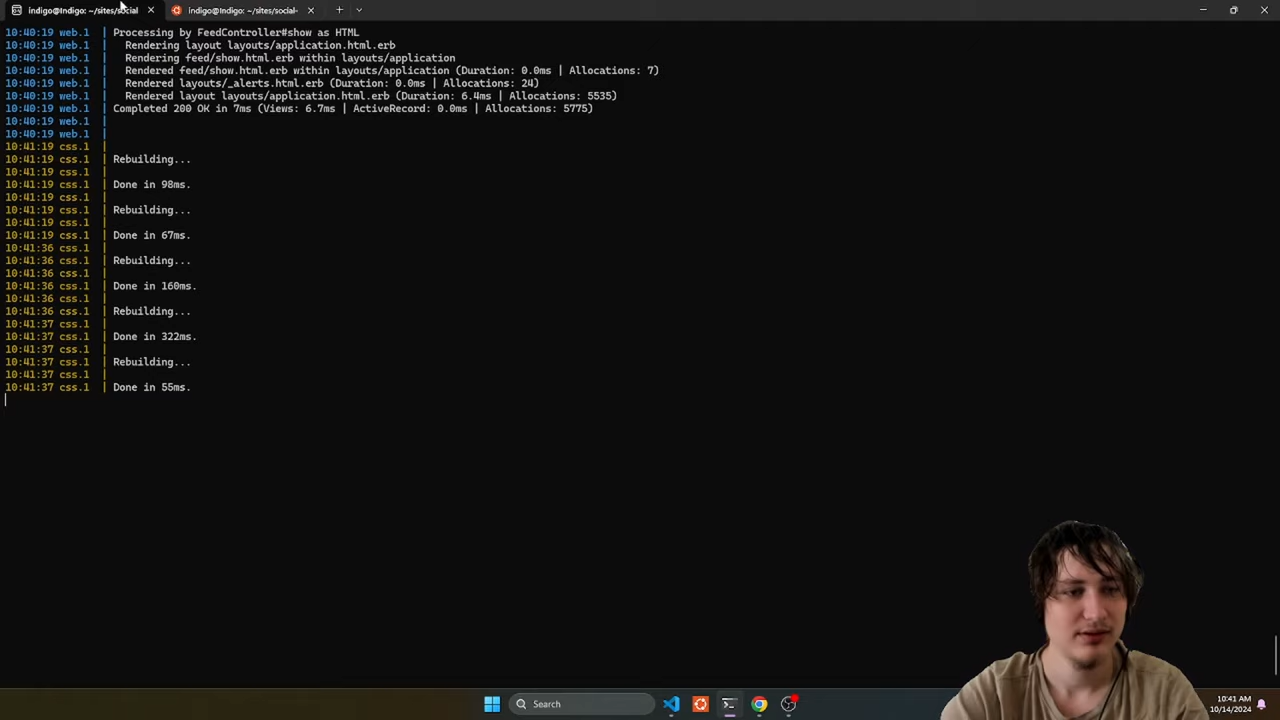 indigo@Indigo: ~/sites/social
indigo@Indigo: ~/sites/social-
10:40:19 web.1 | Processing by FeedController#show as HTML
10:40:19 web.1 | Rendering layout layouts/application.html.erb
10:40:19 web.1 | Rendering feed/show.html.erb within layouts/application
10:40:19 web.1 | Rendered feed/show.html.erb within layouts/application (Duration: 0.0ms | Allocations: 7)
10:40:19 web.1 | Rendered layouts/_alerts.html.erb (Duration: 0.0ms | Allocations: 24)
10:40:19 web.1 | Rendered layout layouts/application.html.erb (Duration: 6.4ms | Allocations: 5535)
10:40:19 web.1 | Completed 200 OK in 7ms (Views: 6.7ms | ActiveRecord: 0.0ms | Allocations: 5775)
10:40:19 web.1 |
10:40:19 web.1 |
10:41:19 css.1 |
10:41:19 css.1 | Rebuilding...
10:41:19 css.1 |
10:41:19 css.1 | Done in 98ms.
10:41:19 css.1 |
10:41:19 css.1 | Rebuilding...
10:41:19 css.1 |
10:41:19 css.1 | Done in 67ms.
10:41:36 css.1 |
10:41:36 css.1 | Rebuilding...
10:41:36 css.1 |
10:41:36 css.1 | Done in 160ms.
10:41:36 css.1 |
10:41:36 css.1 | Rebuilding...
10:41:37 css.1 |
10:41:37 css.1 | Done in 322ms.
10:41:37 css.1 |
10:41:37 css.1 | Rebuilding...
10:41:37 css.1 |
10:41:37 css.1 | Done in 55ms.
Search
10:41 AM
10/14/2024